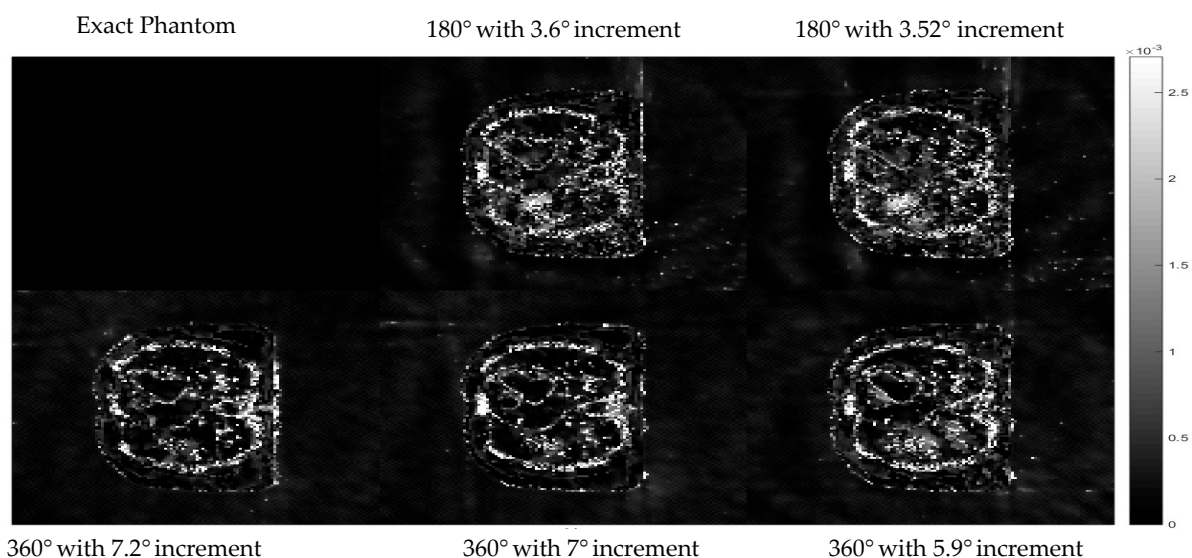 Exact Phantom
180° with 3.6° increment
180° with 3.52° increment
×10⁻³
2.5
2
1.5
1
0.5
0
360° with 7.2° increment
360° with 7° increment
360° with 5.9° increment